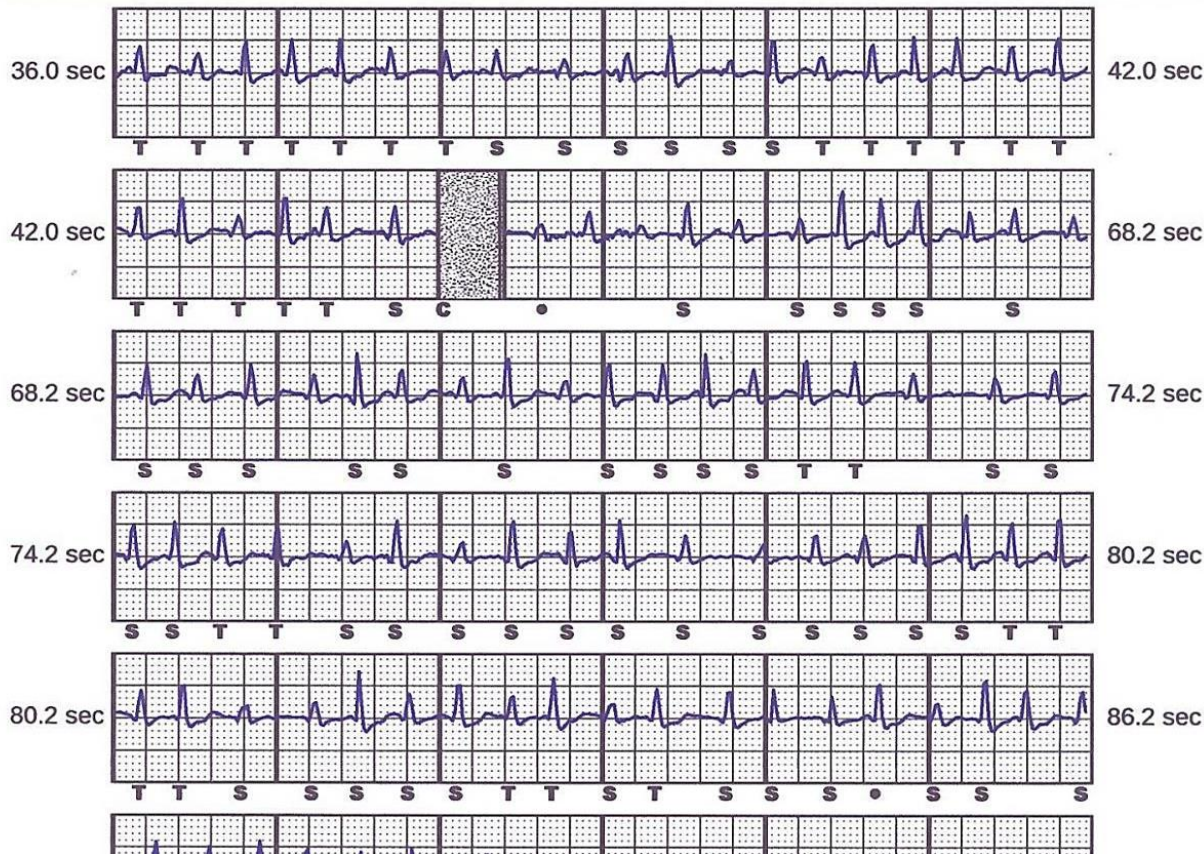 36.0 sec 42.0 sec
T T T T T T T S S S S S S T T T T T T
42.0 sec 68.2 sec
T T T T T S C • S S S S S S
68.2 sec 74.2 sec
S S S S S S S S S S T T S S
74.2 sec 80.2 sec
S S T T S S S S S S S S S S S S T T
80.2 sec 86.2 sec
T T S S S S S T T S T S S S • S S S